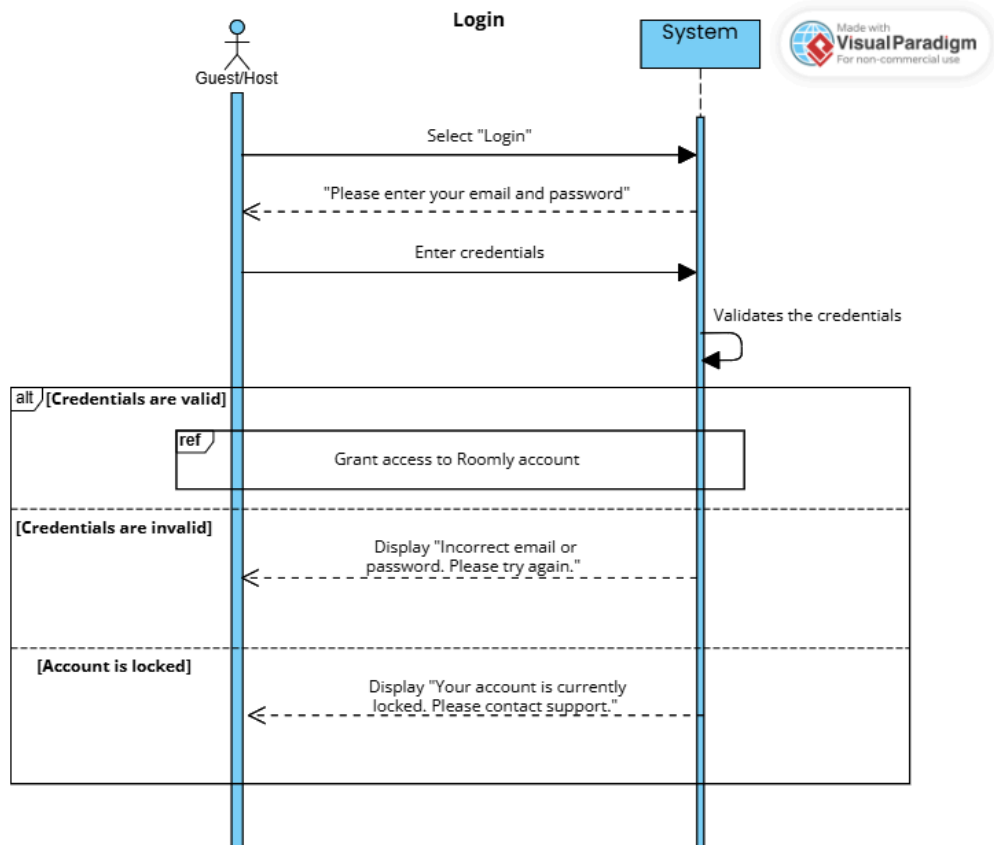 Login
System
Made with
Visual Paradigm
For non-commercial use
Guest/Host
Select "Login"
"Please enter your email and password"
Enter credentials
Validates the credentials
alt [Credentials are valid]
ref
Grant access to Roomly account
[Credentials are invalid]
Display "Incorrect email or
password. Please try again."
[Account is locked]
Display "Your account is currently
locked. Please contact support."